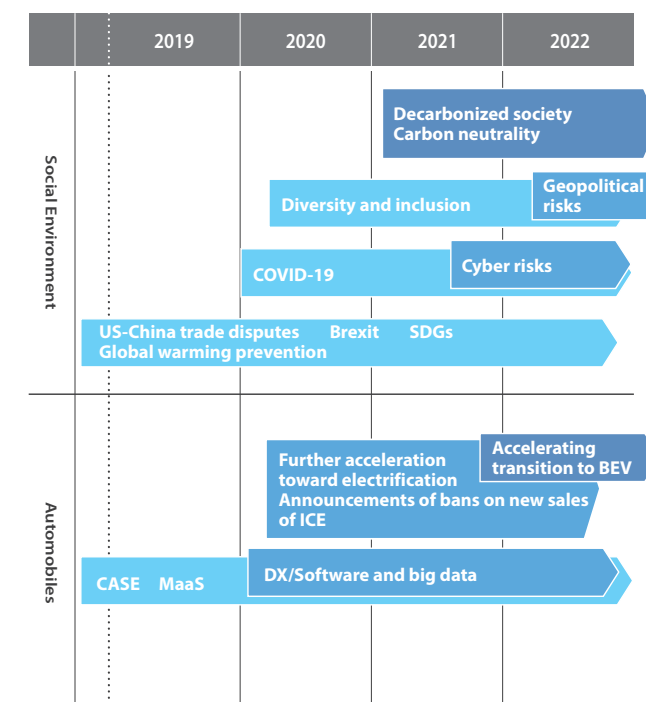 2019 2020 2021 2022
Social Environment
Decarbonized society
Carbon neutrality
Diversity and inclusion
Geopolitical
risks
COVID-19
Cyber risks
US-China trade disputes Brexit SDGs
Global warming prevention
Automobiles
Further acceleration
toward electrification
Announcements of bans on new sales
of ICE
Accelerating
transition to BEV
CASE MaaS
DX/Software and big data